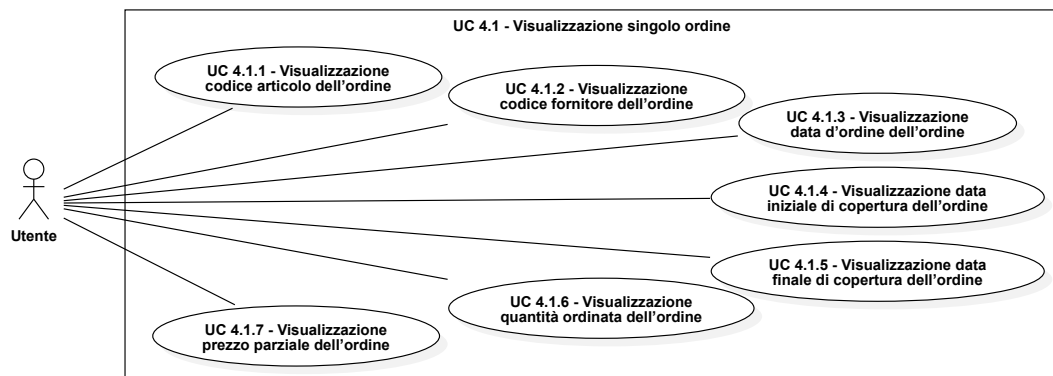 UC 4.1 - Visualizzazione singolo ordine
UC 4.1.1 - Visualizzazione
codice articolo dell'ordine
UC 4.1.2 - Visualizzazione
codice fornitore dell'ordine
UC 4.1.3 - Visualizzazione
data d'ordine dell'ordine
UC 4.1.4 - Visualizzazione data
iniziale di copertura dell'ordine
Utente
UC 4.1.5 - Visualizzazione data
finale di copertura dell'ordine
UC 4.1.6 - Visualizzazione
quantità ordinata dell'ordine
UC 4.1.7 - Visualizzazione
prezzo parziale dell'ordine